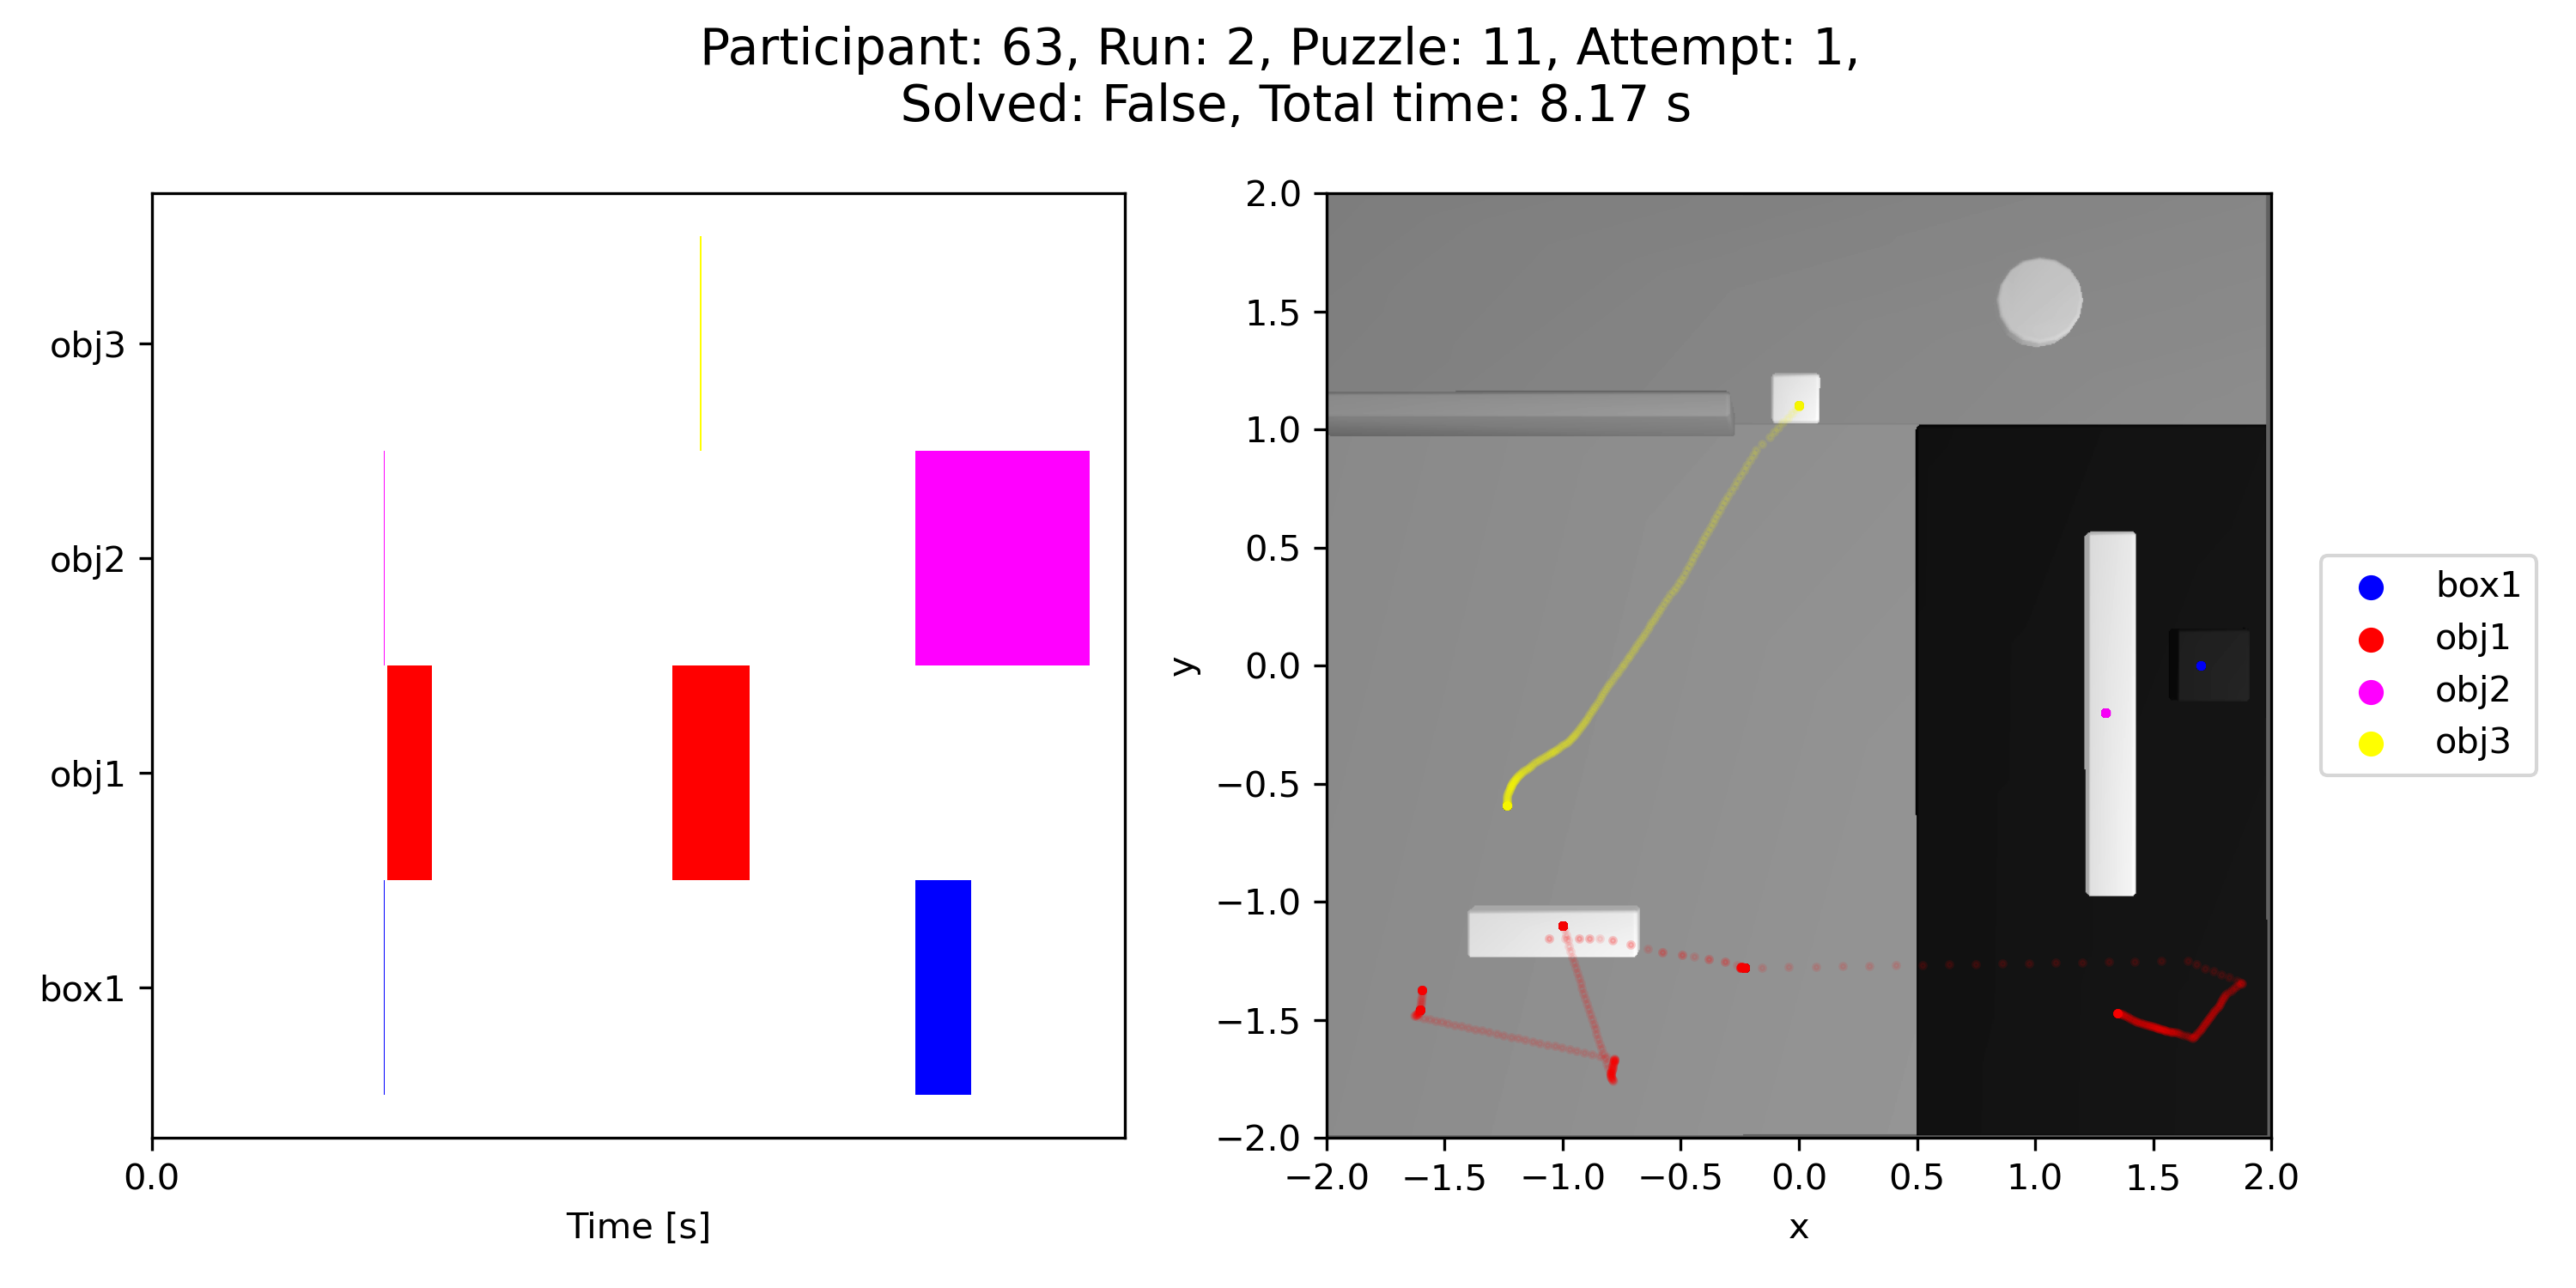 Participant: 63, Run: 2, Puzzle: 11, Attempt: 1,
Solved: False, Total time: 8.17 s
obj3
obj2
obj1
box1
0.0
Time [s]
2.0
1.5
1.0
0.5
0.0
−0.5
−1.0
−1.5
−2.0
y
−2.0 −1.5 −1.0 −0.5 0.0 0.5 1.0 1.5 2.0
x
box1
obj1
obj2
obj3